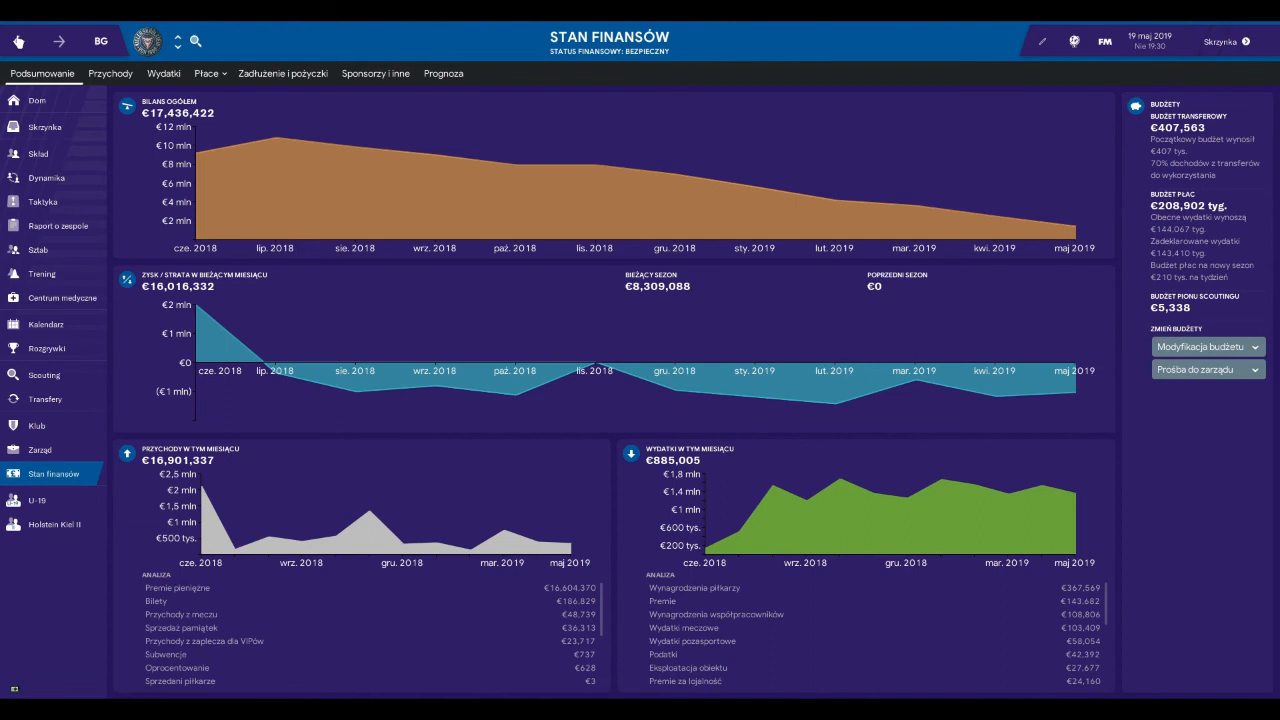 BG
STAN FINANSÓW
STATUS FINANSOWY: BEZPIECZNY
FM
19 maj 2019
Nie 19:30
Skrzynka
Podsumowanie Przychody Wydatki Płace Zadłużenie i pożyczki Sponsorzy i inne Prognoza
Dom
Skrzynka
Skład
Dynamika
Taktyka
Raport o zespole
Sztab
Trening
Centrum medyczne
Kalendarz
Rozgrywki
Scouting
Transfery
Klub
Zarząd
Stan finansów
U-19
Holstein Kiel II
BILANS OGÓŁEM
€17,436,422
€12 mln
€10 mln
€8 mln
€6 mln
€4 mln
€2 mln
cze. 2018 lip. 2018 sie. 2018 wrz. 2018 paź. 2018 lis. 2018 gru. 2018 sty. 2019 lut. 2019 mar. 2019 kwi. 2019 maj 2019
ZYSK / STRATA W BIEŻĄCYM MIESIĄCU
€16,016,332
BIEŻĄCY SEZON
€8,309,088
POPRZEDNI SEZON
€0
€2 mln
€1 mln
€0
(€1 mln)
cze. 2018 lip. 2018 sie. 2018 wrz. 2018 paź. 2018 lis. 2018 gru. 2018 sty. 2019 lut. 2019 mar. 2019 kwi. 2019 maj 2019
PRZYCHODY W TYM MIESIĄCU
€16,901,337
€2,5 mln
€2 mln
€1,5 mln
€1 mln
€500 tys.
cze. 2018 wrz. 2018 gru. 2018 mar. 2019 maj 2019
ANALIZA
Premie pieniężne €16,604,370
Bilety €186,829
Przychody z meczu €48,739
Sprzedaż pamiątek €36,313
Przychody z zaplecza dla VIPów €23,717
Subwencje €737
Oprocentowanie €628
Sprzedani piłkarze €3
WYDATKI W TYM MIESIĄCU
€885,005
€1,8 mln
€1,4 mln
€1 mln
€600 tys.
€200 tys.
cze. 2018 wrz. 2018 gru. 2018 mar. 2019 maj 2019
ANALIZA
Wynagrodzenia piłkarzy €367,569
Premie €143,682
Wynagrodzenia współpracowników €108,806
Wydatki meczowe €103,409
Wydatki pozasportowe €58,054
Podatki €42,392
Eksploatacja obiektu €27,677
Premie za lojalność €24,160
BUDŻETY
BUDŻET TRANSFEROWY
€407,563
Początkowy budżet wynosił
€407 tys.
70% dochodów z transferów
do wykorzystania
BUDŻET PŁAC
€208,902 tyg.
Obecne wydatki wynoszą
€144,067 tyg.
Zadeklarowane wydatki
€143,410 tyg.
Budżet płac na nowy sezon
€210 tys. na tydzień
BUDŻET PIONU SCOUTINGU
€5,338
ZMIEŃ BUDŻETY
Modyfikacja budżetu
Prośba do zarządu